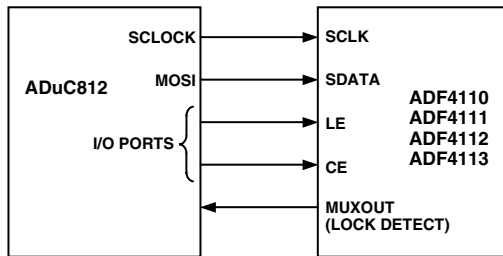 SCLOCK
MOSI
ADuC812
I/O PORTS
SCLK
SDATA
LE
CE
MUXOUT
(LOCK DETECT)
ADF4110
ADF4111
ADF4112
ADF4113